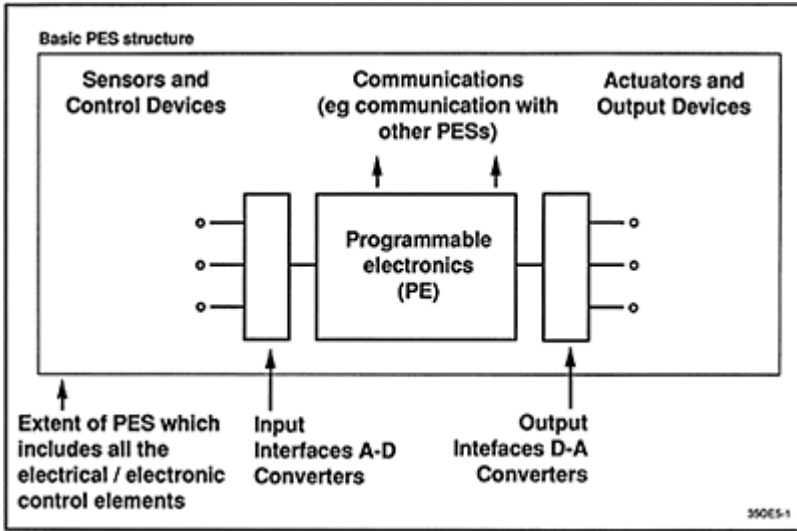 Basic PES structure
Sensors and
Control Devices
Communications
(eg communication with
other PESs)
Actuators and
Output Devices
Programmable
electronics
(PE)
Extent of PES which
includes all the
electrical / electronic
control elements
Input
Interfaces A-D
Converters
Output
Intefaces D-A
Converters
350E5-1